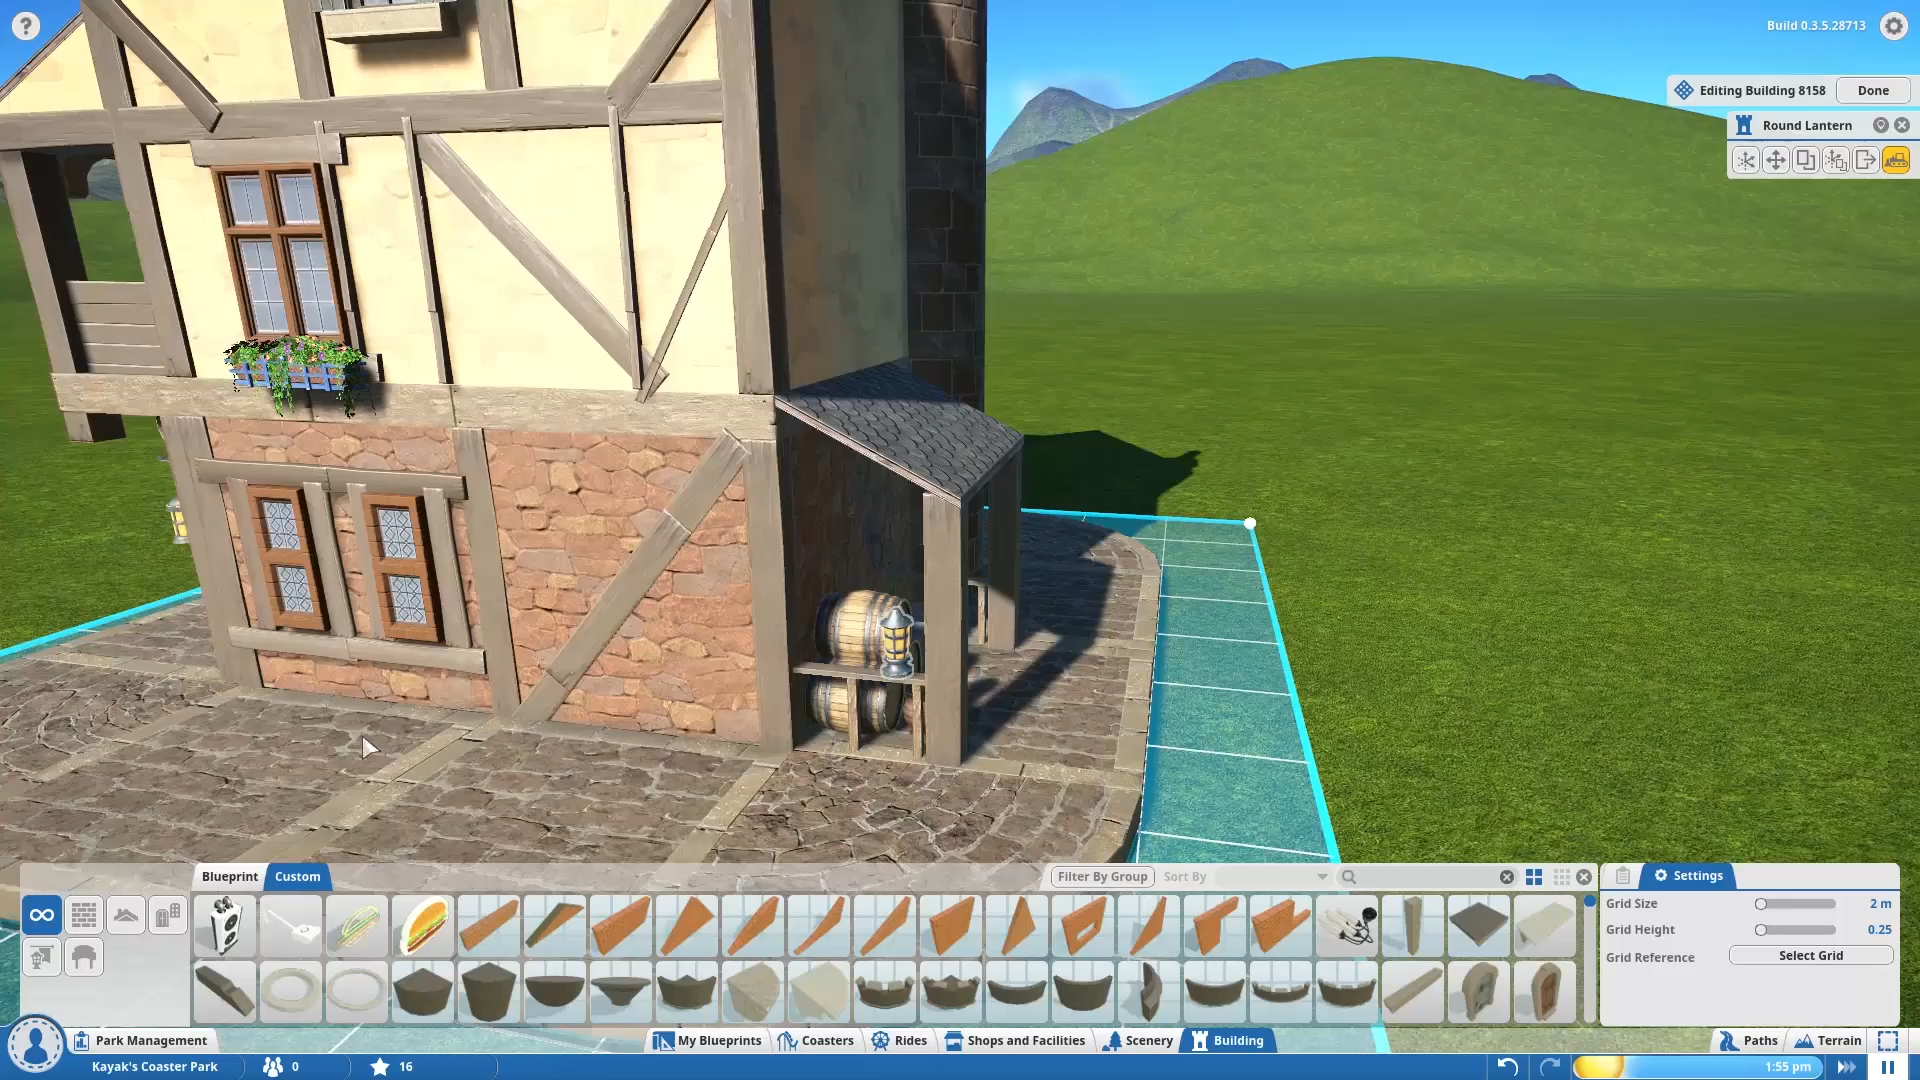 ?
Build 0.3.5.28713
Editing Building 8158
Done
Round Lantern
Blueprint
Custom
Filter By Group
Sort By
Settings
Grid Size
2 m
Grid Height
0.25
Grid Reference
Select Grid
Park Management
My Blueprints
Coasters
Rides
Shops and Facilities
Scenery
Building
Paths
Terrain
Kayak's Coaster Park
0
16
1:55 pm